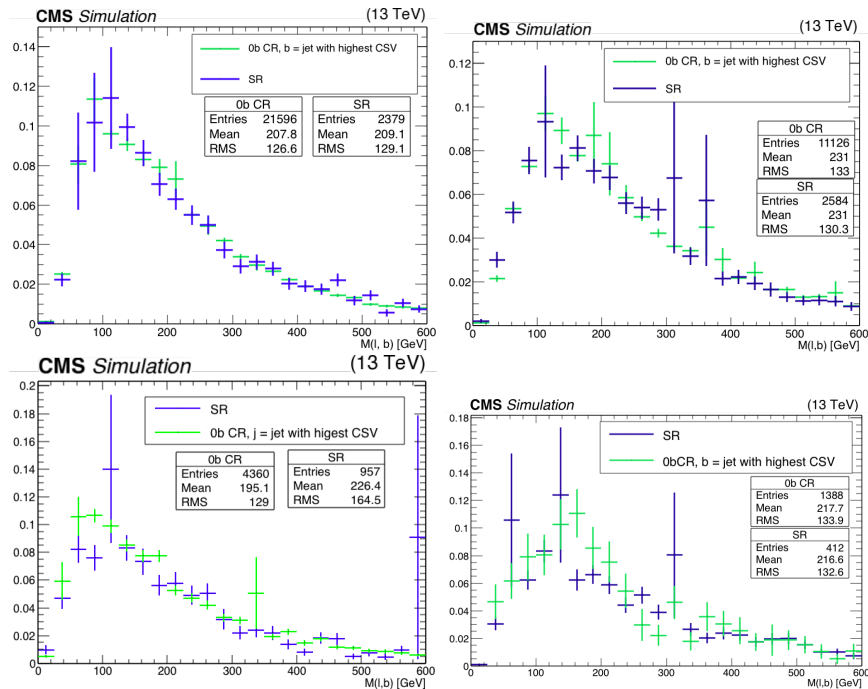 CMS Simulation (13 TeV)
0b CR, b = jet with highest CSV
SR
0b CR
Entries 21596
Mean 207.8
RMS 126.6
SR
Entries 2379
Mean 209.1
RMS 129.1
0.14
0.12
0.1
0.08
0.06
0.04
0.02
0
0 100 200 300 400 500 600
M(l, b) [GeV]
CMS Simulation (13 TeV)
0b CR, b = jet with highest CSV
SR
0b CR
Entries 11126
Mean 231
RMS 133
SR
Entries 2584
Mean 231
RMS 130.3
0.12
0.1
0.08
0.06
0.04
0.02
0
0 100 200 300 400 500 600
M(l,b) [GeV]
CMS Simulation (13 TeV)
SR
0b CR, j = jet with higest CSV
0b CR
Entries 4360
Mean 195.1
RMS 129
SR
Entries 957
Mean 226.4
RMS 164.5
0.2
0.18
0.16
0.14
0.12
0.1
0.08
0.06
0.04
0.02
0
0 100 200 300 400 500 600
M(l,b) [GeV]
CMS Simulation (13 TeV)
SR
0bCR, b = jet with highest CSV
0b CR
Entries 1388
Mean 217.7
RMS 133.9
SR
Entries 412
Mean 216.6
RMS 132.6
0.18
0.16
0.14
0.12
0.1
0.08
0.06
0.04
0.02
0
0 100 200 300 400 500 600
M(l,b) [GeV]